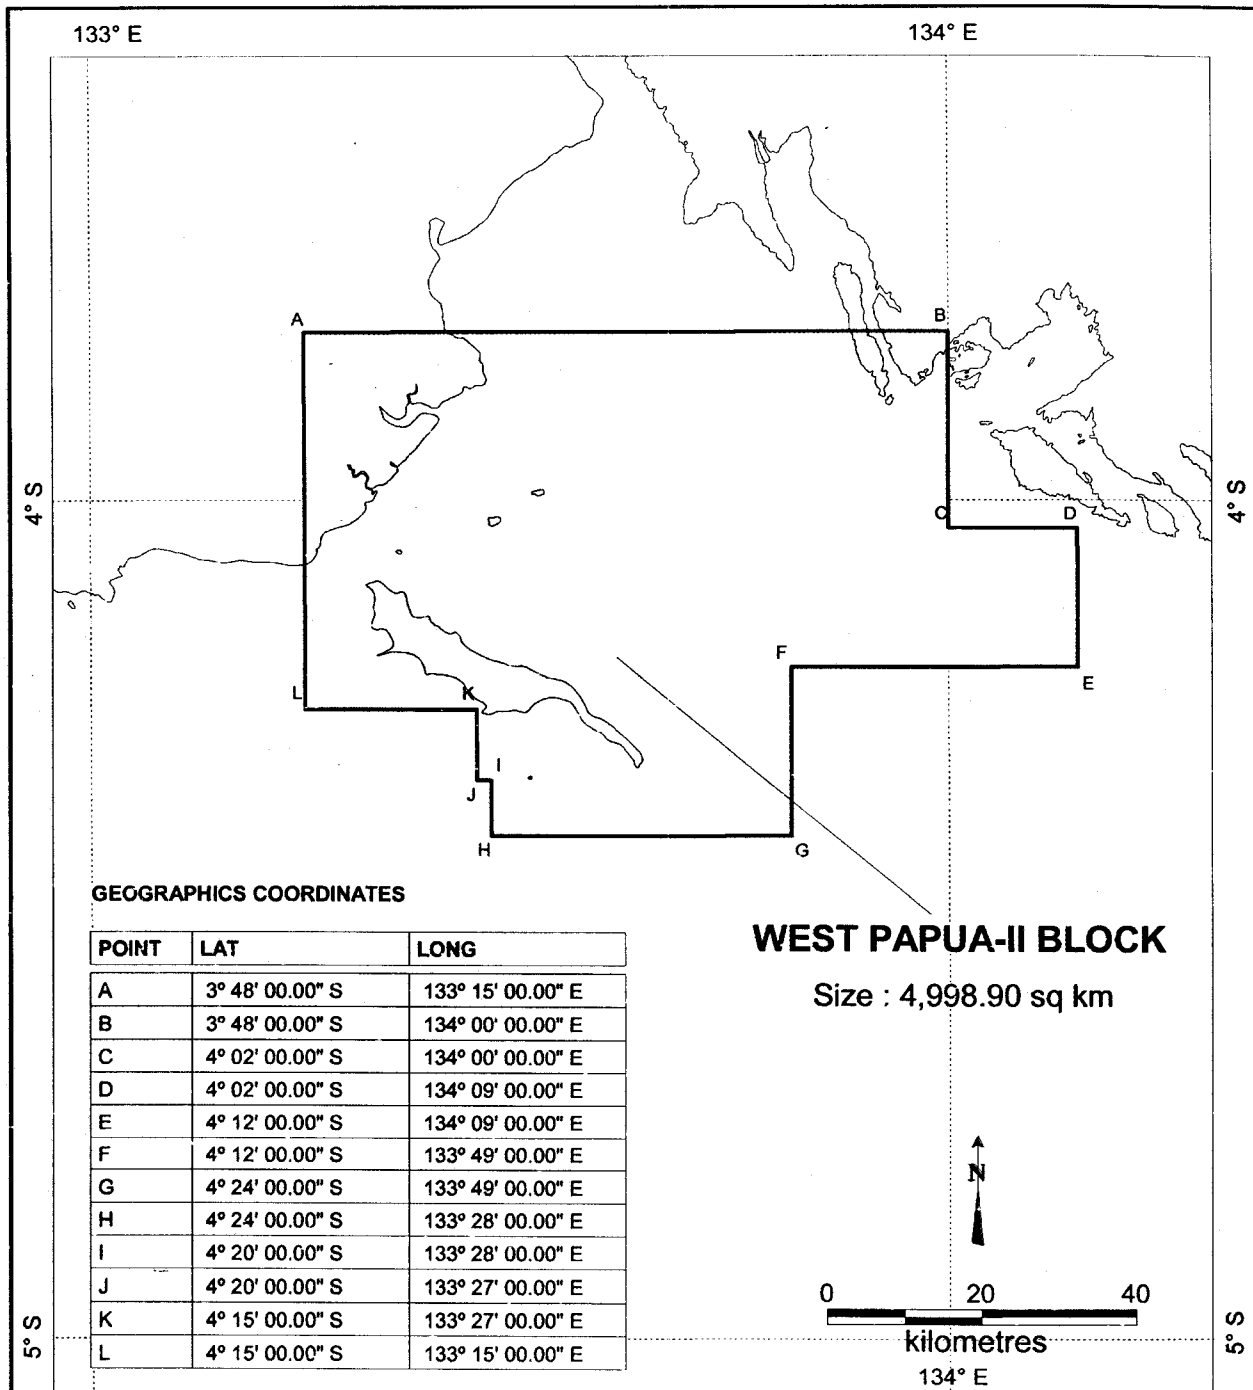 133° E 134° E
A B
4° S 4° S
C D
F E
L K
I
J
H G
GEOGRAPHICS COORDINATES
POINT LAT LONG
A 3° 48' 00.00" S 133° 15' 00.00" E
B 3° 48' 00.00" S 134° 00' 00.00" E
C 4° 02' 00.00" S 134° 00' 00.00" E
D 4° 02' 00.00" S 134° 09' 00.00" E
E 4° 12' 00.00" S 134° 09' 00.00" E
F 4° 12' 00.00" S 133° 49' 00.00" E
G 4° 24' 00.00" S 133° 49' 00.00" E
H 4° 24' 00.00" S 133° 28' 00.00" E
I 4° 20' 00.00" S 133° 28' 00.00" E
J 4° 20' 00.00" S 133° 27' 00.00" E
K 4° 15' 00.00" S 133° 27' 00.00" E
L 4° 15' 00.00" S 133° 15' 00.00" E
WEST PAPUA-II BLOCK
Size : 4,998.90 sq km
N
0 20 40
kilometres
5° S 5° S
134° E